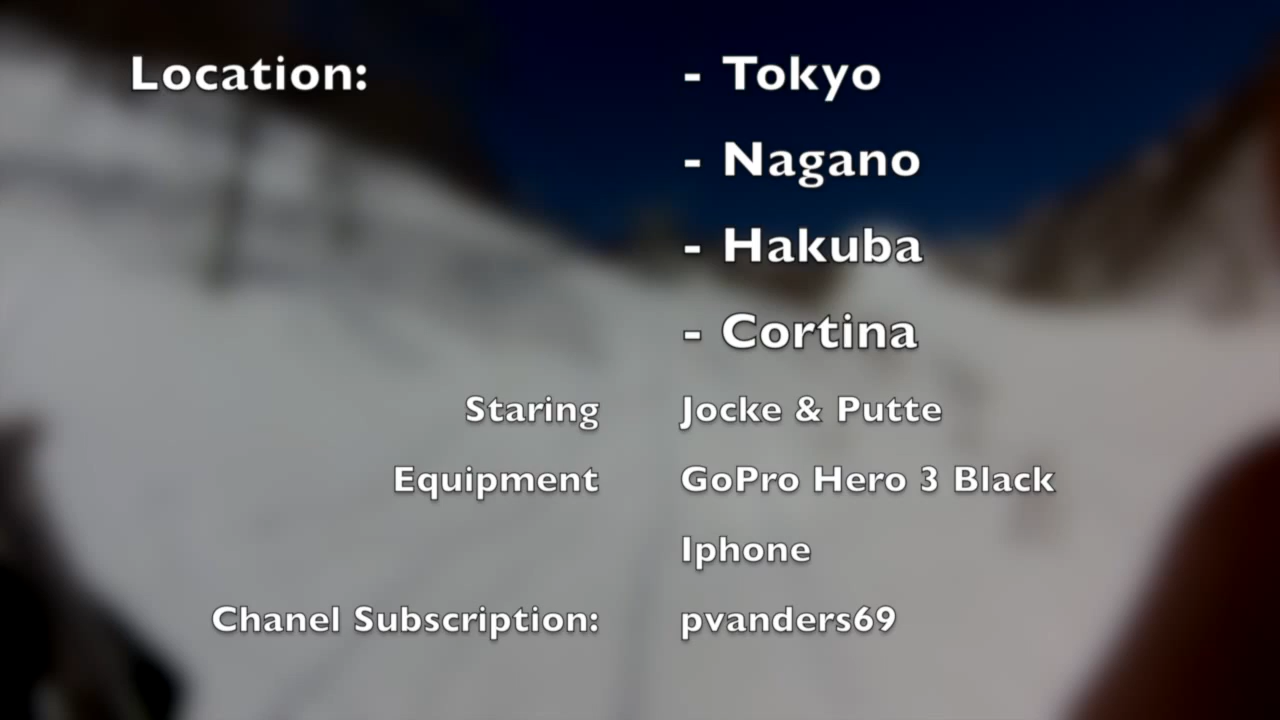 Location: - Tokyo
- Nagano
- Hakuba
- Cortina
Staring Jocke & Putte
Equipment GoPro Hero 3 Black
Iphone
Chanel Subscription: pvanders69